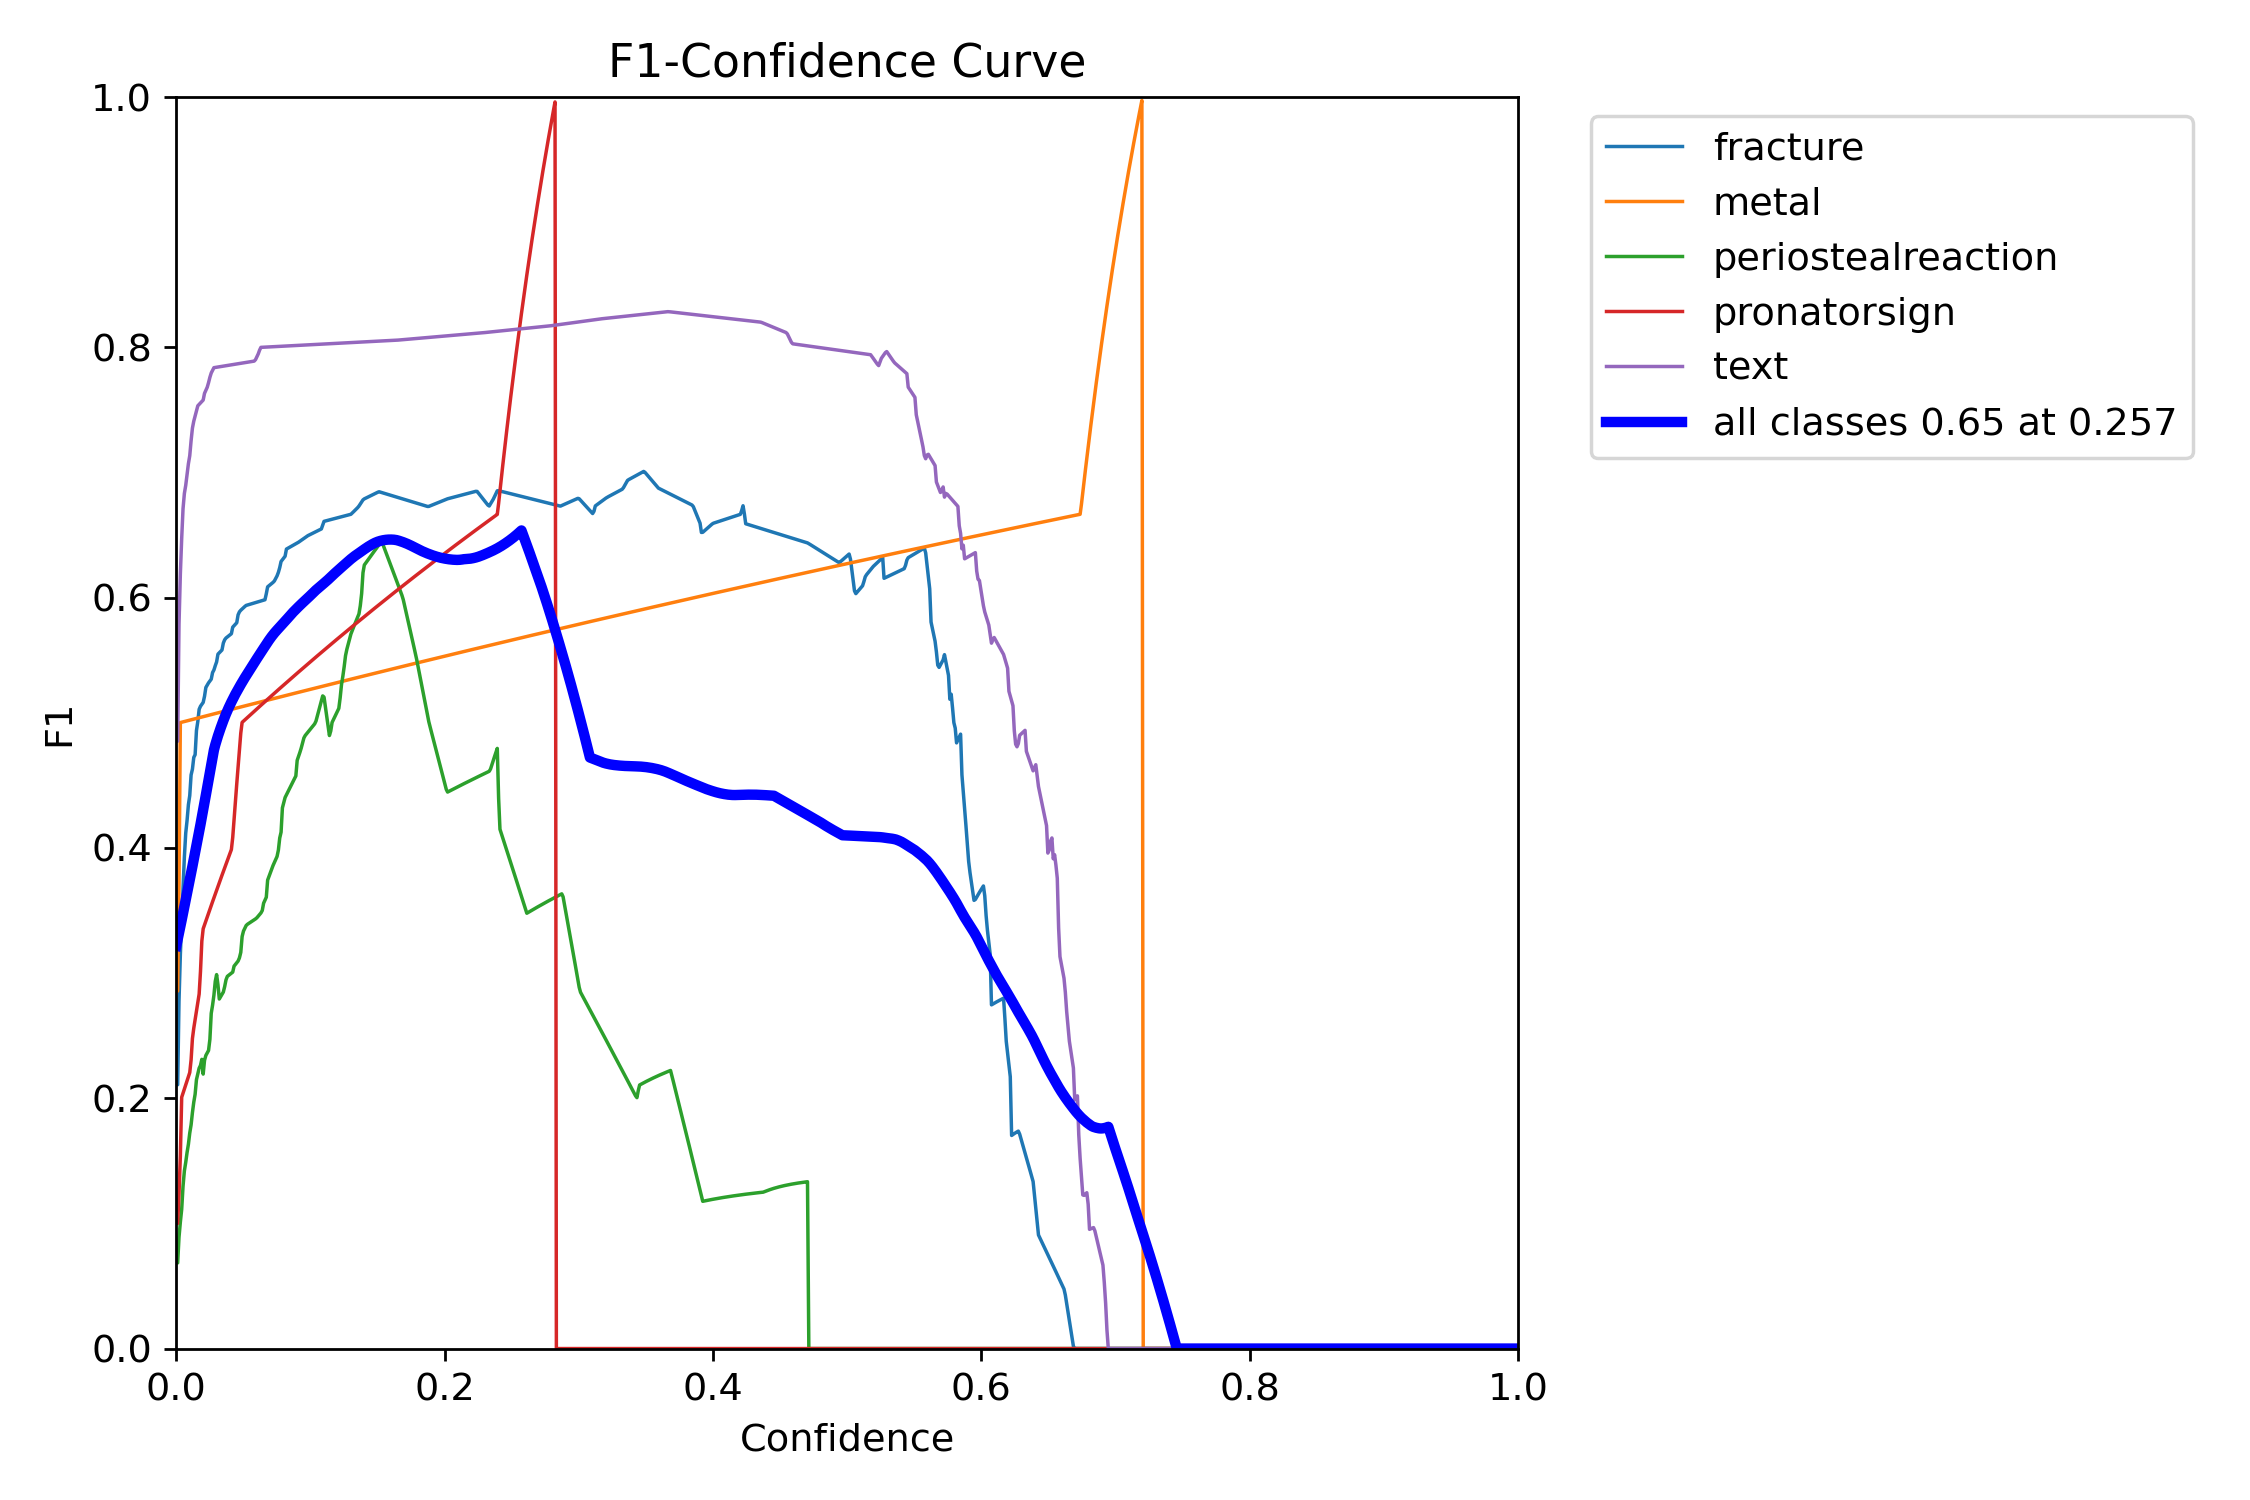 F1-Confidence Curve
1.0
0.8
0.6
0.4
0.2
0.0
F1
0.0 0.2 0.4 0.6 0.8 1.0
Confidence
fracture
metal
periostealreaction
pronatorsign
text
all classes 0.65 at 0.257